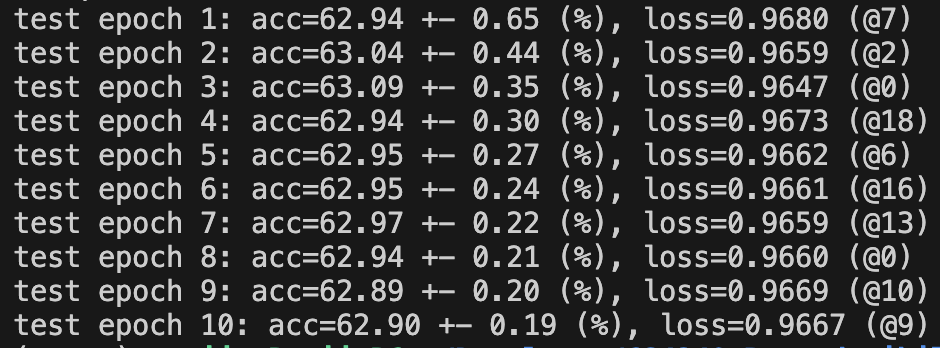 test epoch 1: acc=62.94 +- 0.65 (%), loss=0.9680 (@7)
test epoch 2: acc=63.04 +- 0.44 (%), loss=0.9659 (@2)
test epoch 3: acc=63.09 +- 0.35 (%), loss=0.9647 (@0)
test epoch 4: acc=62.94 +- 0.30 (%), loss=0.9673 (@18)
test epoch 5: acc=62.95 +- 0.27 (%), loss=0.9662 (@6)
test epoch 6: acc=62.95 +- 0.24 (%), loss=0.9661 (@16)
test epoch 7: acc=62.97 +- 0.22 (%), loss=0.9659 (@13)
test epoch 8: acc=62.94 +- 0.21 (%), loss=0.9660 (@0)
test epoch 9: acc=62.89 +- 0.20 (%), loss=0.9669 (@10)
test epoch 10: acc=62.90 +- 0.19 (%), loss=0.9667 (@9)